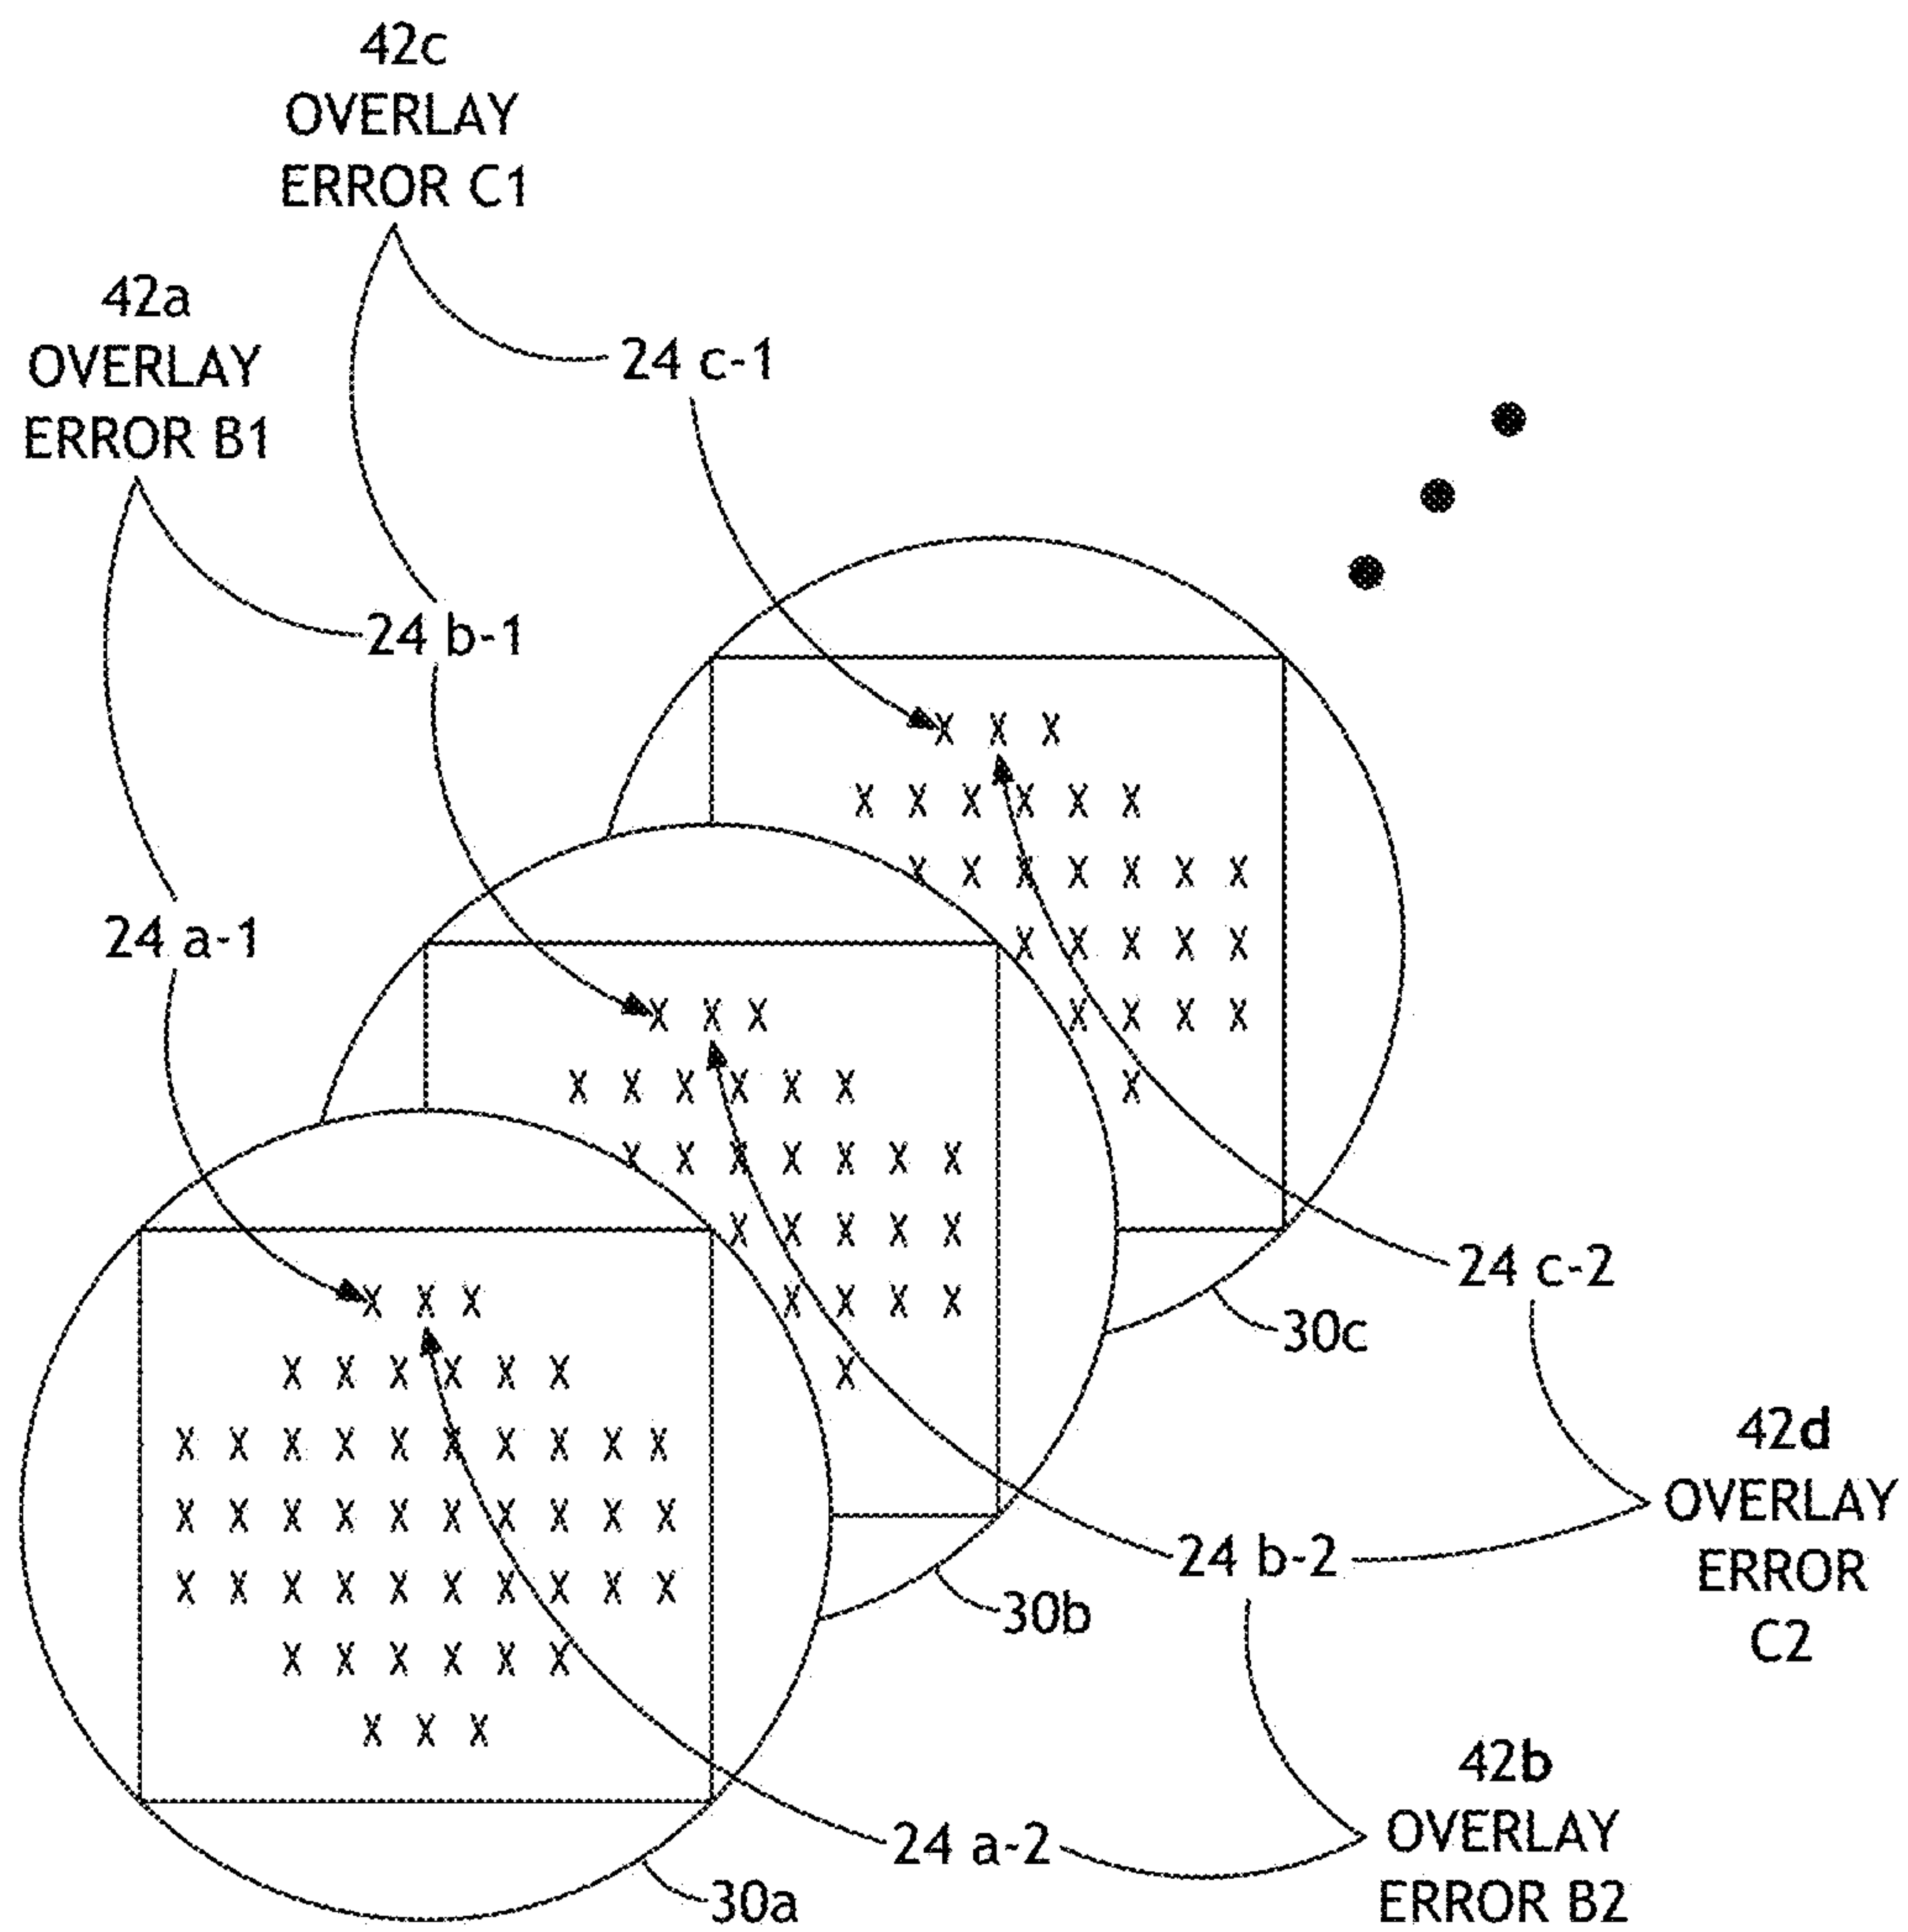 42c
OVERLAY
ERROR C1
42a
OVERLAY
ERROR B1
24 c-1
24 b-1
24 a-1
X X X
X X X X X X
X X X X X X X
X X X X X
X X X X
X
X X X
X X X X X X
X X X X X X X
X X X X X
X X X X
X
X X X
X X X X X X
X X X X X X X X X X
X X X X X X X X X X
X X X X X X X X X X
X X X X X X
X X X
24 c-2
30c
42d
OVERLAY
ERROR
C2
24 b-2
30b
42b
OVERLAY
ERROR B2
24 a-2
30a